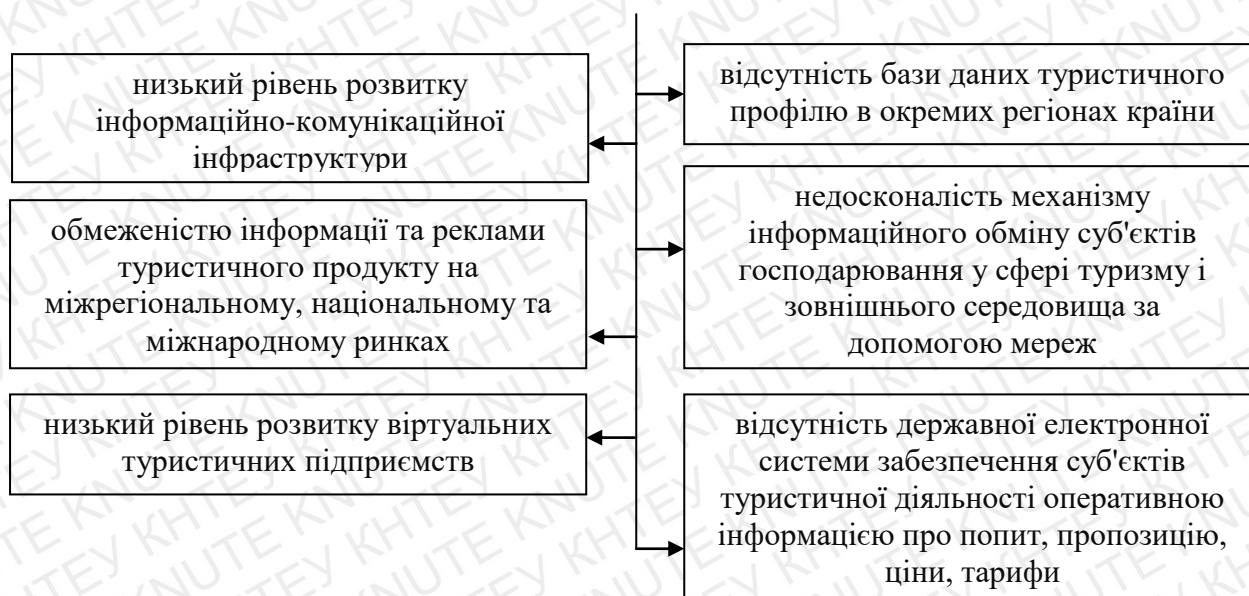 низький рівень розвитку
інформаційно-комунікаційної
інфраструктури
обмеженістю інформації та реклами
туристичного продукту на
міжрегіональному, національному та
міжнародному ринках
низький рівень розвитку віртуальних
туристичних підприємств
відсутність бази даних туристичного
профілю в окремих регіонах країни
недосконалість механізму
інформаційного обміну суб'єктів
господарювання у сфері туризму і
зовнішнього середовища за
допомогою мереж
відсутність державної електронної
системи забезпечення суб'єктів
туристичної діяльності оперативною
інформацією про попит, пропозицію,
ціни, тарифи